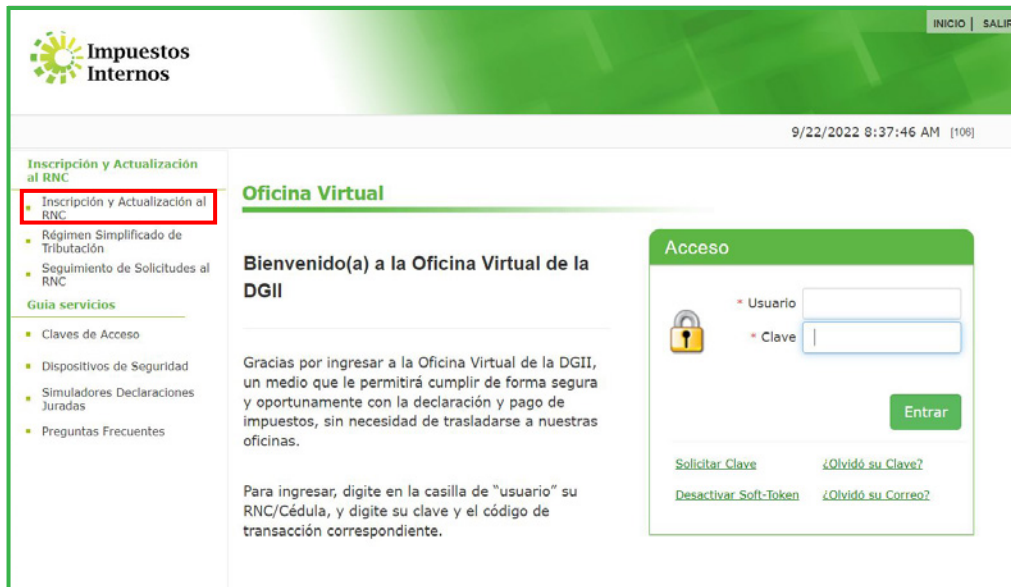 INICIO | SALIR
Impuestos
Internos
9/22/2022 8:37:46 AM [106]
Inscripción y Actualización
al RNC
Inscripción y Actualización al
RNC
Régimen Simplificado de
Tributación
Seguimiento de Solicitudes al
RNC
Guia servicios
Claves de Acceso
Dispositivos de Seguridad
Simuladores Declaraciones
Juradas
Preguntas Frecuentes
Oficina Virtual
Bienvenido(a) a la Oficina Virtual de la
DGII
Gracias por ingresar a la Oficina Virtual de la DGII,
un medio que le permitirá cumplir de forma segura
y oportunamente con la declaración y pago de
impuestos, sin necesidad de trasladarse a nuestras
oficinas.
Para ingresar, digite en la casilla de "usuario" su
RNC/Cédula, y digite su clave y el código de
transacción correspondiente.
Acceso
* Usuario
* Clave
Entrar
Solicitar Clave ¿Olvidó su Clave?
Desactivar Soft-Token ¿Olvidó su Correo?